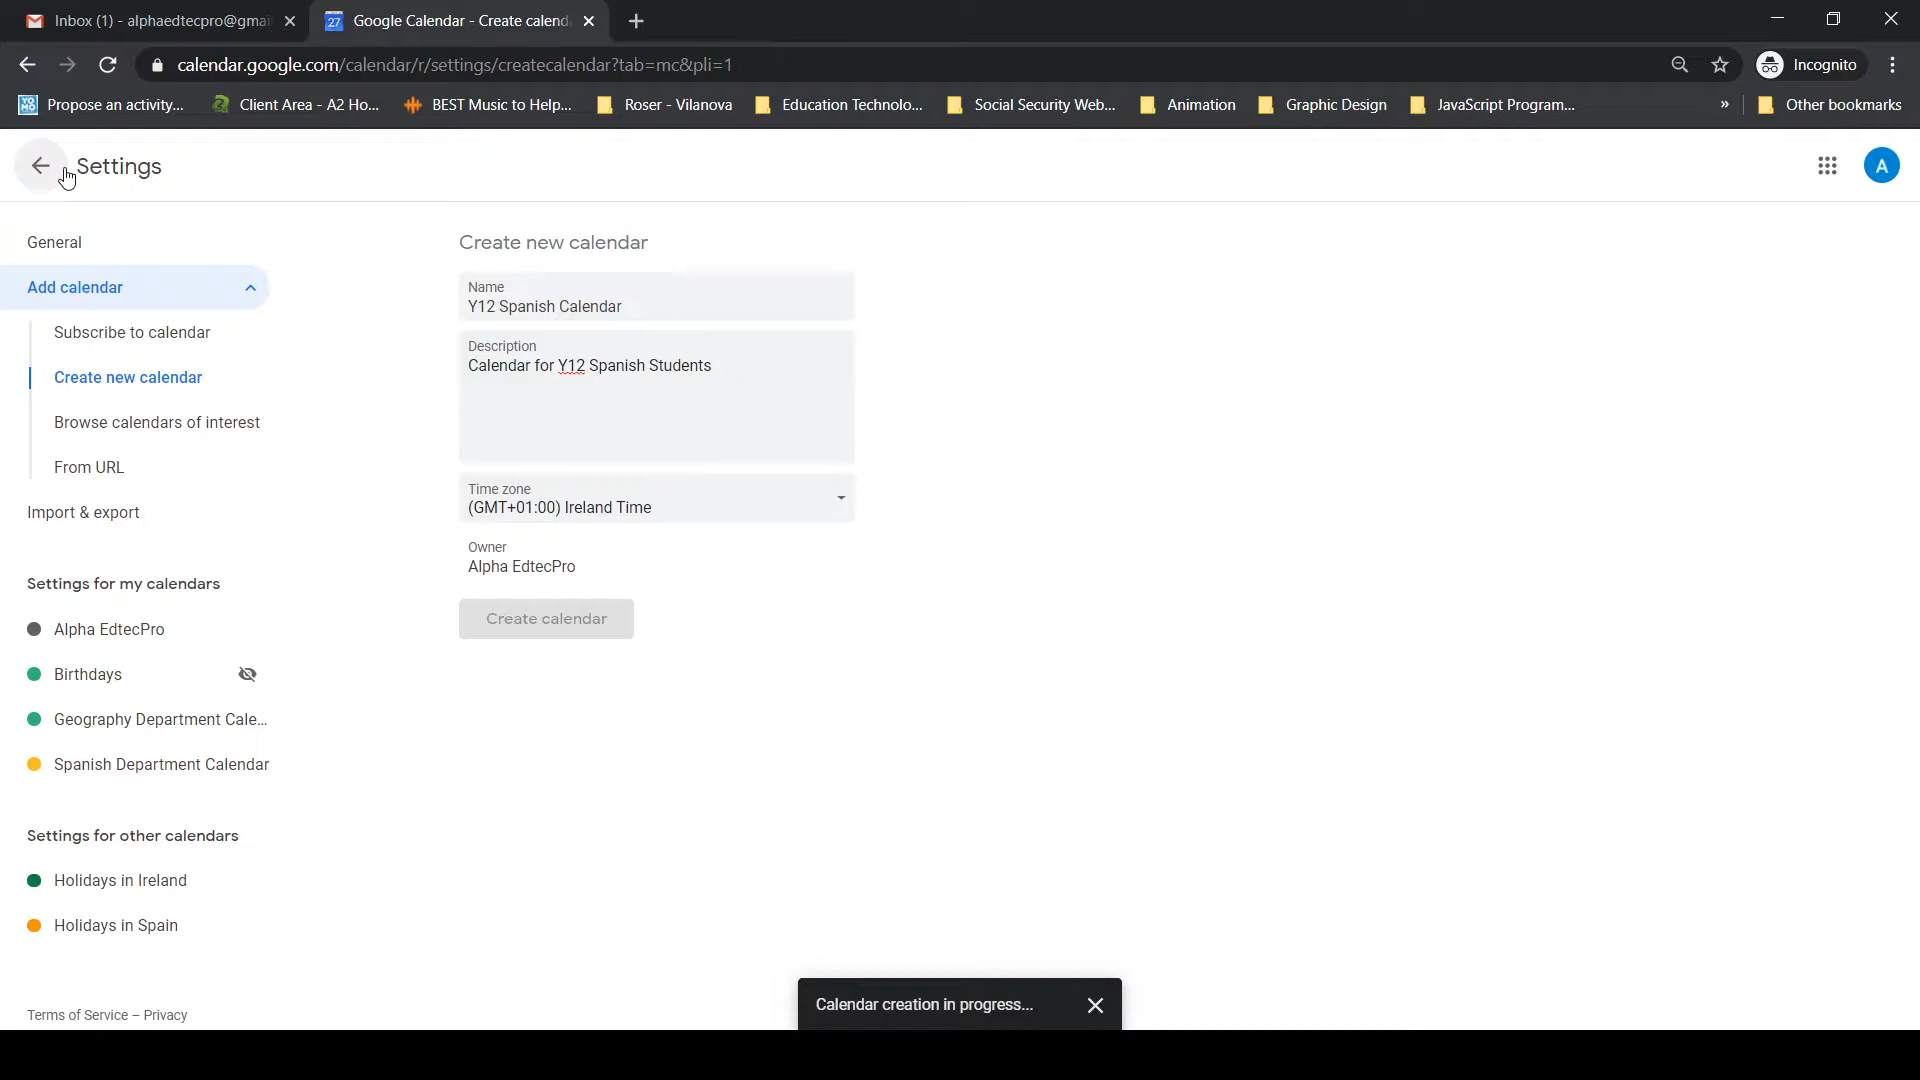 Inbox (1) - alphaedtecpro@gmai
Google Calendar - Create calend
calendar.google.com/calendar/r/settings/createcalendar?tab=mc&pli=1
Incognito
Propose an activity...
Client Area - A2 Ho...
BEST Music to Help...
Roser - Vilanova
Education Technolo...
Social Security Web...
Animation
Graphic Design
JavaScript Program...
»
Other bookmarks
Settings
A
General
Add calendar
Subscribe to calendar
Create new calendar
Browse calendars of interest
From URL
Import & export
Settings for my calendars
Alpha EdtecPro
Birthdays
Geography Department Cale...
Spanish Department Calendar
Settings for other calendars
Holidays in Ireland
Holidays in Spain
Terms of Service – Privacy
Create new calendar
Name
Y12 Spanish Calendar
Description
Calendar for Y12 Spanish Students
Time zone
(GMT+01:00) Ireland Time
Owner
Alpha EdtecPro
Create calendar
Calendar creation in progress...